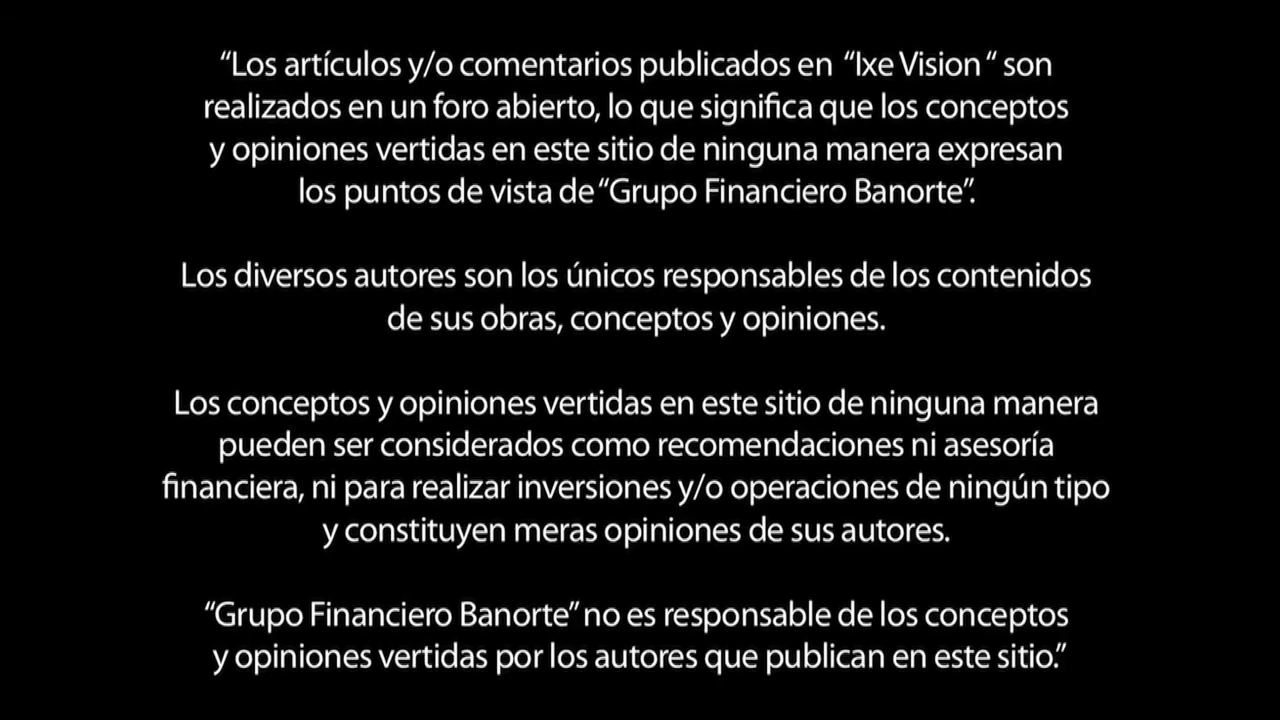 “Los artículos y/o comentarios publicados en “Ixe Vision “ son
realizados en un foro abierto, lo que significa que los conceptos
y opiniones vertidas en este sitio de ninguna manera expresan
los puntos de vista de “Grupo Financiero Banorte”.
Los diversos autores son los únicos responsables de los contenidos
de sus obras, conceptos y opiniones.
Los conceptos y opiniones vertidas en este sitio de ninguna manera
pueden ser considerados como recomendaciones ni asesoría
financiera, ni para realizar inversiones y/o operaciones de ningún tipo
y constituyen meras opiniones de sus autores.
“Grupo Financiero Banorte” no es responsable de los conceptos
y opiniones vertidas por los autores que publican en este sitio.”